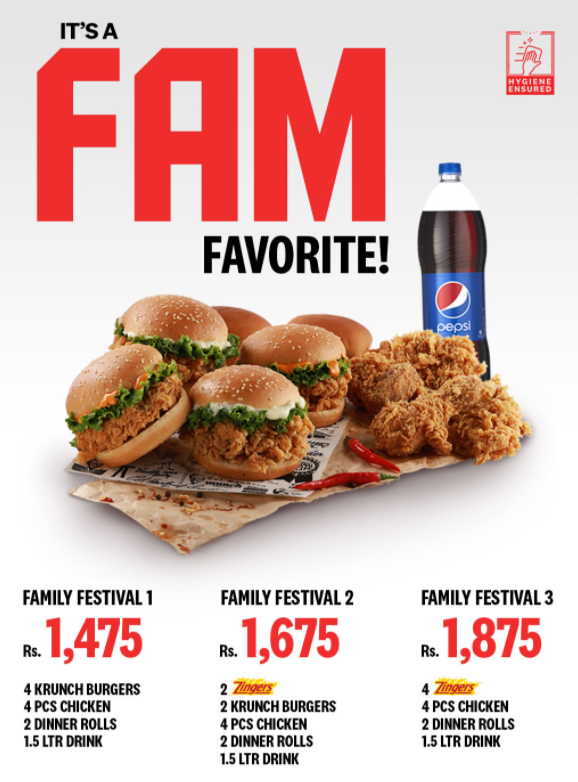 IT'S A
FAM
FAVORITE!
HYGIENE
ENSURED
pepsi
FAMILY FESTIVAL 1
Rs. 1,475
4 KRUNCH BURGERS
4 PCS CHICKEN
2 DINNER ROLLS
1.5 LTR DRINK
FAMILY FESTIVAL 2
Rs. 1,675
2 Zingers
2 KRUNCH BURGERS
4 PCS CHICKEN
2 DINNER ROLLS
1.5 LTR DRINK
FAMILY FESTIVAL 3
Rs. 1,875
4 Zingers
4 PCS CHICKEN
2 DINNER ROLLS
1.5 LTR DRINK